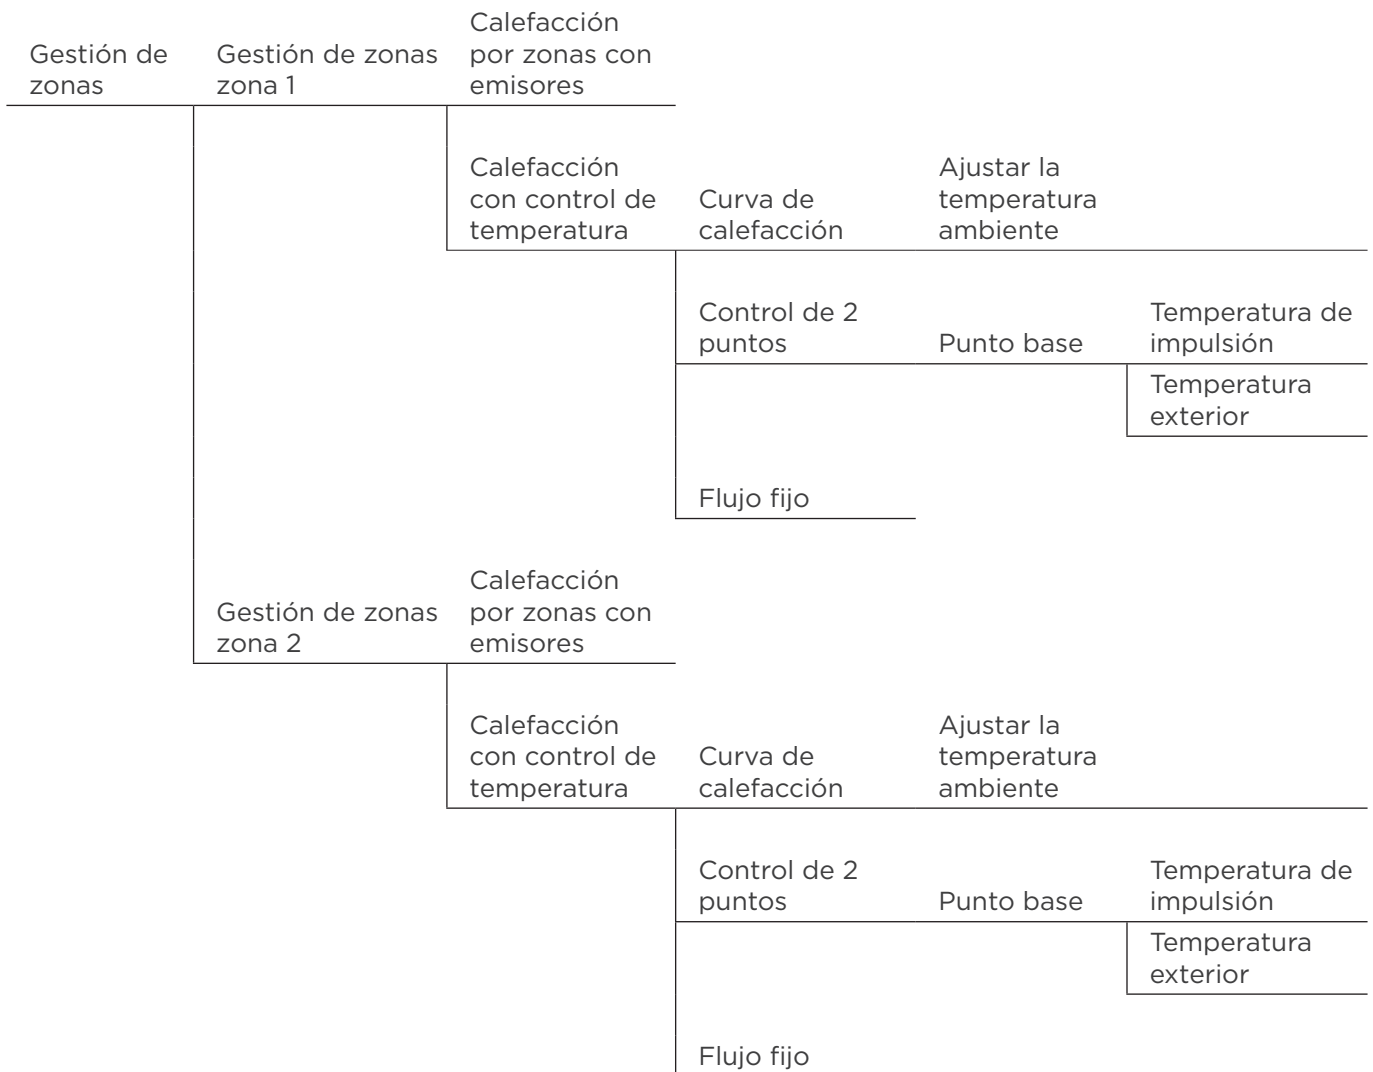 Gestión de
zonas
Gestión de zonas
zona 1
Calefacción
por zonas con
emisores
Calefacción
con control de
temperatura
Curva de
calefacción
Ajustar la
temperatura
ambiente
Control de 2
puntos
Punto base
Temperatura de
impulsión
Temperatura
exterior
Flujo fijo
Gestión de zonas
zona 2
Calefacción
por zonas con
emisores
Calefacción
con control de
temperatura
Curva de
calefacción
Ajustar la
temperatura
ambiente
Control de 2
puntos
Punto base
Temperatura de
impulsión
Temperatura
exterior
Flujo fijo